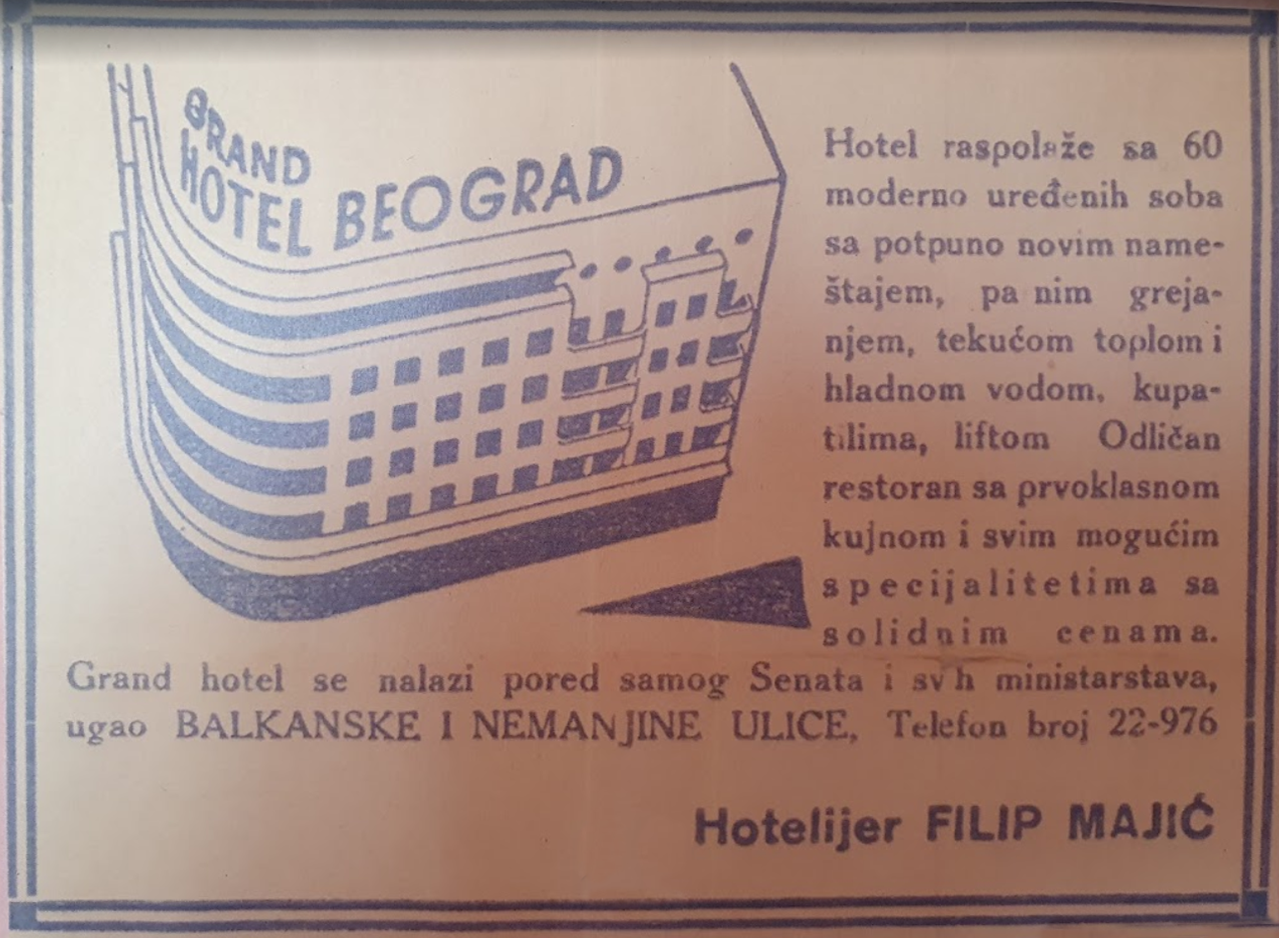 GRAND
HOTEL BEOGRAD
Hotel raspolaže sa 60
moderno uređenih soba
sa potpuno novim name-
štajem, pa nim greja-
njem, tekućom toplom i
hladnom vodom, kupa-
tilima, liftom Odličan
restoran sa prvoklasnom
kujnom i svim mogućim
specijalitetima sa
solidnim cenama.
Grand hotel se nalazi pored samog Senata i sv h ministarstava,
ugao BALKANSKE I NEMANJINE ULICE, Telefon broj 22-976
Hotelijer FILIP MAJIĆ